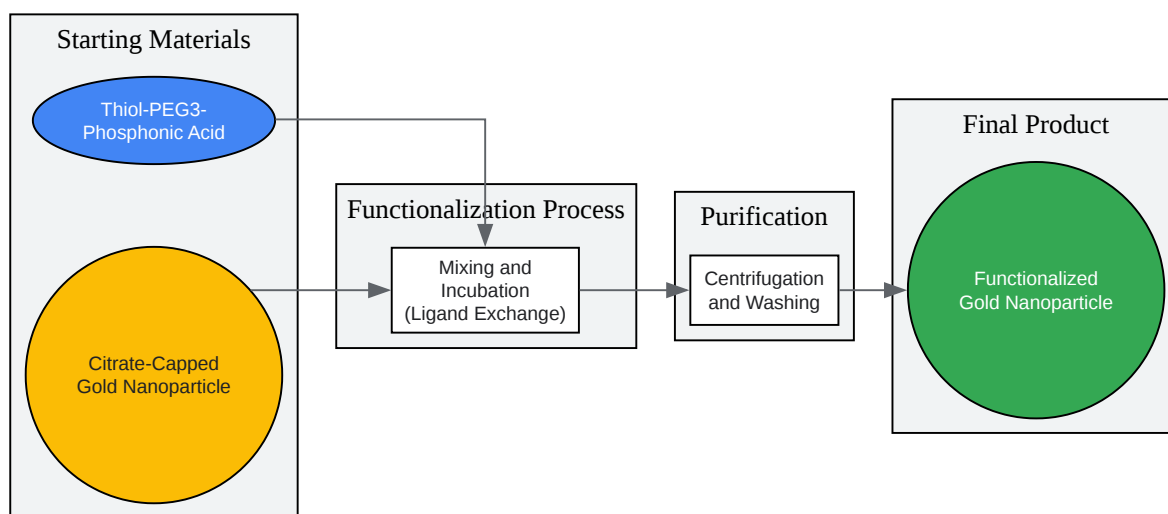 Starting Materials
Thiol-PEG3-
Phosphonic Acid
Citrate-Capped
Gold Nanoparticle
Functionalization Process
Mixing and
Incubation
(Ligand Exchange)
Purification
Centrifugation
and Washing
Final Product
Functionalized
Gold Nanoparticle